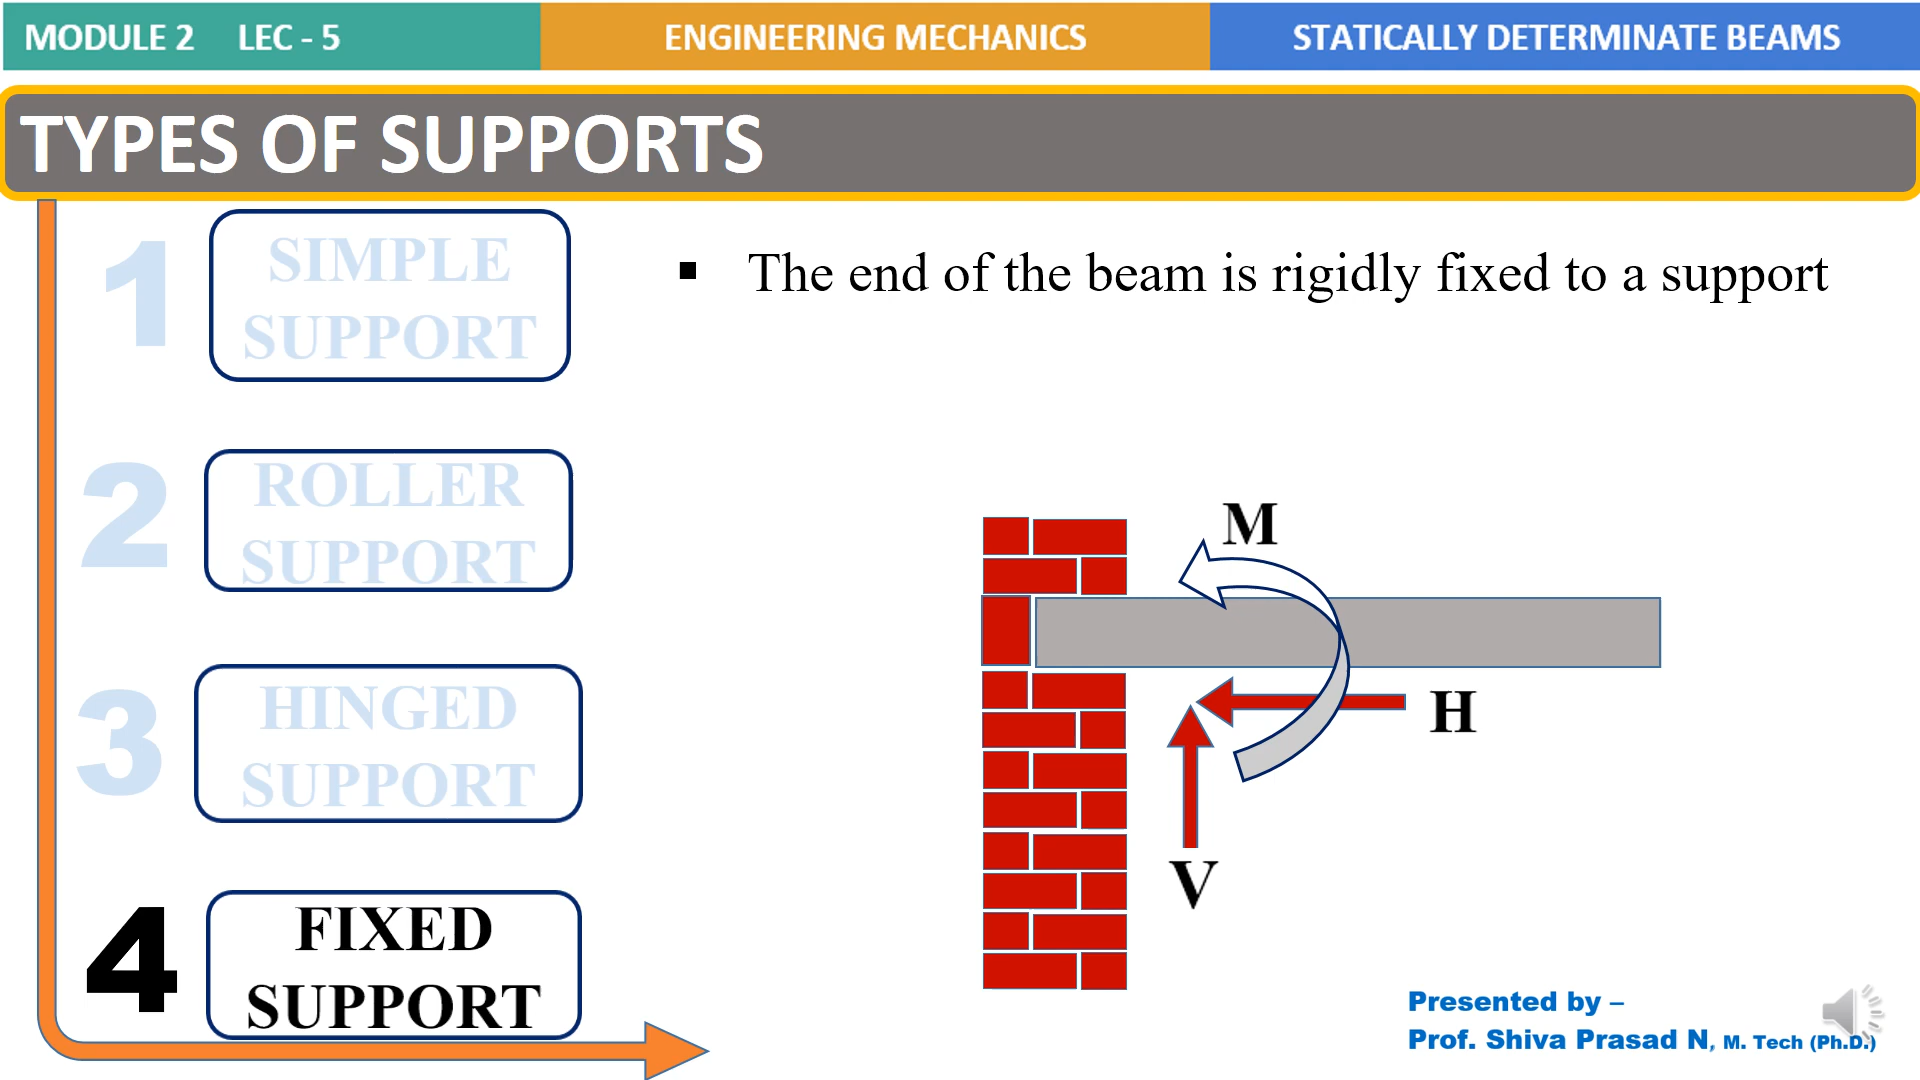 MODULE 2 LEC - 5
ENGINEERING MECHANICS
STATICALLY DETERMINATE BEAMS
TYPES OF SUPPORTS
1
SIMPLE
SUPPORT
2
ROLLER
SUPPORT
3
HINGED
SUPPORT
4
FIXED
SUPPORT
▪ The end of the beam is rigidly fixed to a support
M
H
V
Presented by –
Prof. Shiva Prasad N, M. Tech (Ph.D.)